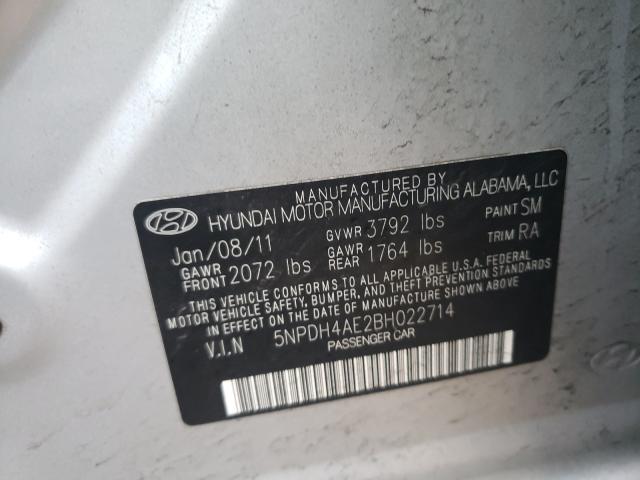 MANUFACTURED BY
HYUNDAI MOTOR MANUFACTURING ALABAMA, LLC
Jan/08/11 GVWR 3792 lbs PAINT SM
GAWR FRONT 2072 lbs GAWR REAR 1764 lbs TRIM RA
THIS VEHICLE CONFORMS TO ALL APPLICABLE U.S.A. FEDERAL
MOTOR VEHICLE SAFETY, BUMPER, AND THEFT PREVENTION STANDARDS
IN EFFECT ON THE DATE OF MANUFACTURE SHOWN ABOVE.
V.I.N 5NPDH4AE2BH022714
PASSENGER CAR